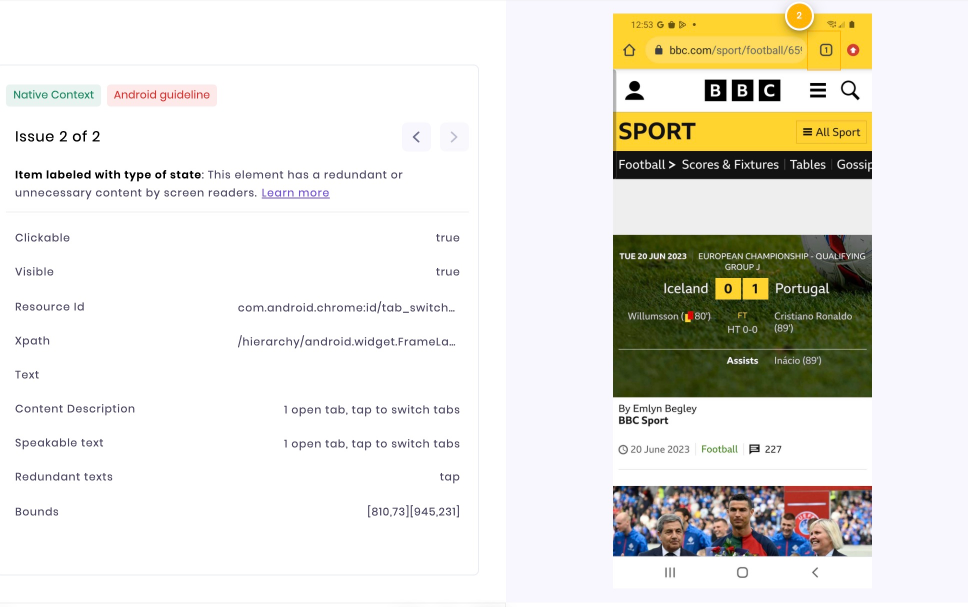 Native Context Android guideline
Issue 2 of 2
Item labeled with type of state: This element has a redundant or
unnecessary content by screen readers. Learn more
Clickable true
Visible true
Resource Id com.android.chrome:id/tab_switch...
Xpath /hierarchy/android.widget.FrameLa...
Text
Content Description 1 open tab, tap to switch tabs
Speakable text 1 open tab, tap to switch tabs
Redundant texts tap
Bounds [810,73][945,231]
2
12:53 G
bbc.com/sport/football/659 1
BBC
SPORT All Sport
Football > Scores & Fixtures Tables Gossip
TUE 20 JUN 2023 EUROPEAN CHAMPIONSHIP - QUALIFYING
GROUP J
Iceland 0 1 Portugal
Willumsson (80') FT Cristiano Ronaldo
HT 0-0 (89')
Assists Inácio (89')
By Emlyn Begley
BBC Sport
20 June 2023 Football 227